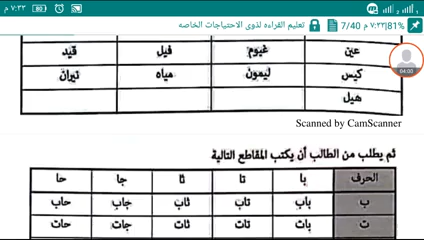 ٧:٣٣ م
81% ٧:٣٣ م 7/40 تعليم القراءه لذوى الاحتياجات الخاصه
04:00
عين غيوم فيل قيد
كيس ليمون مياه نيران
هيل
Scanned by CamScanner
ثم يطلب من الطالب أن يكتب المقاطع التالية
الحرف با تا ثا جا حا
ب باب تاب ثاب جاب حاب
ت بات تات ثات جات حات